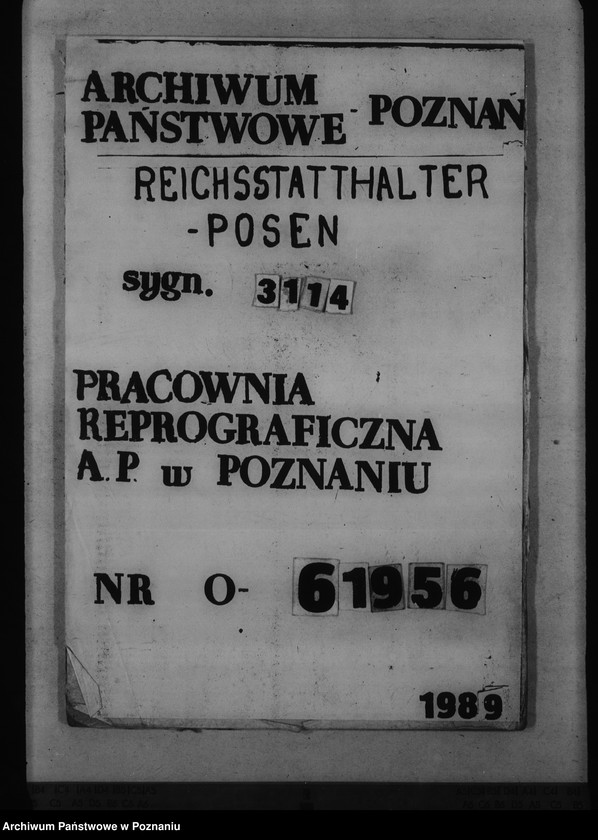 ARCHIWUM
PAŃSTWOWE - POZNAŃ
REICHSSTATTHALTER
-POSEN
sygn. 3114
PRACOWNIA
REPROGRAFICZNA
A.P. w POZNANIU
NR O- 61956
1989
Archiwum Państwowe w Poznaniu